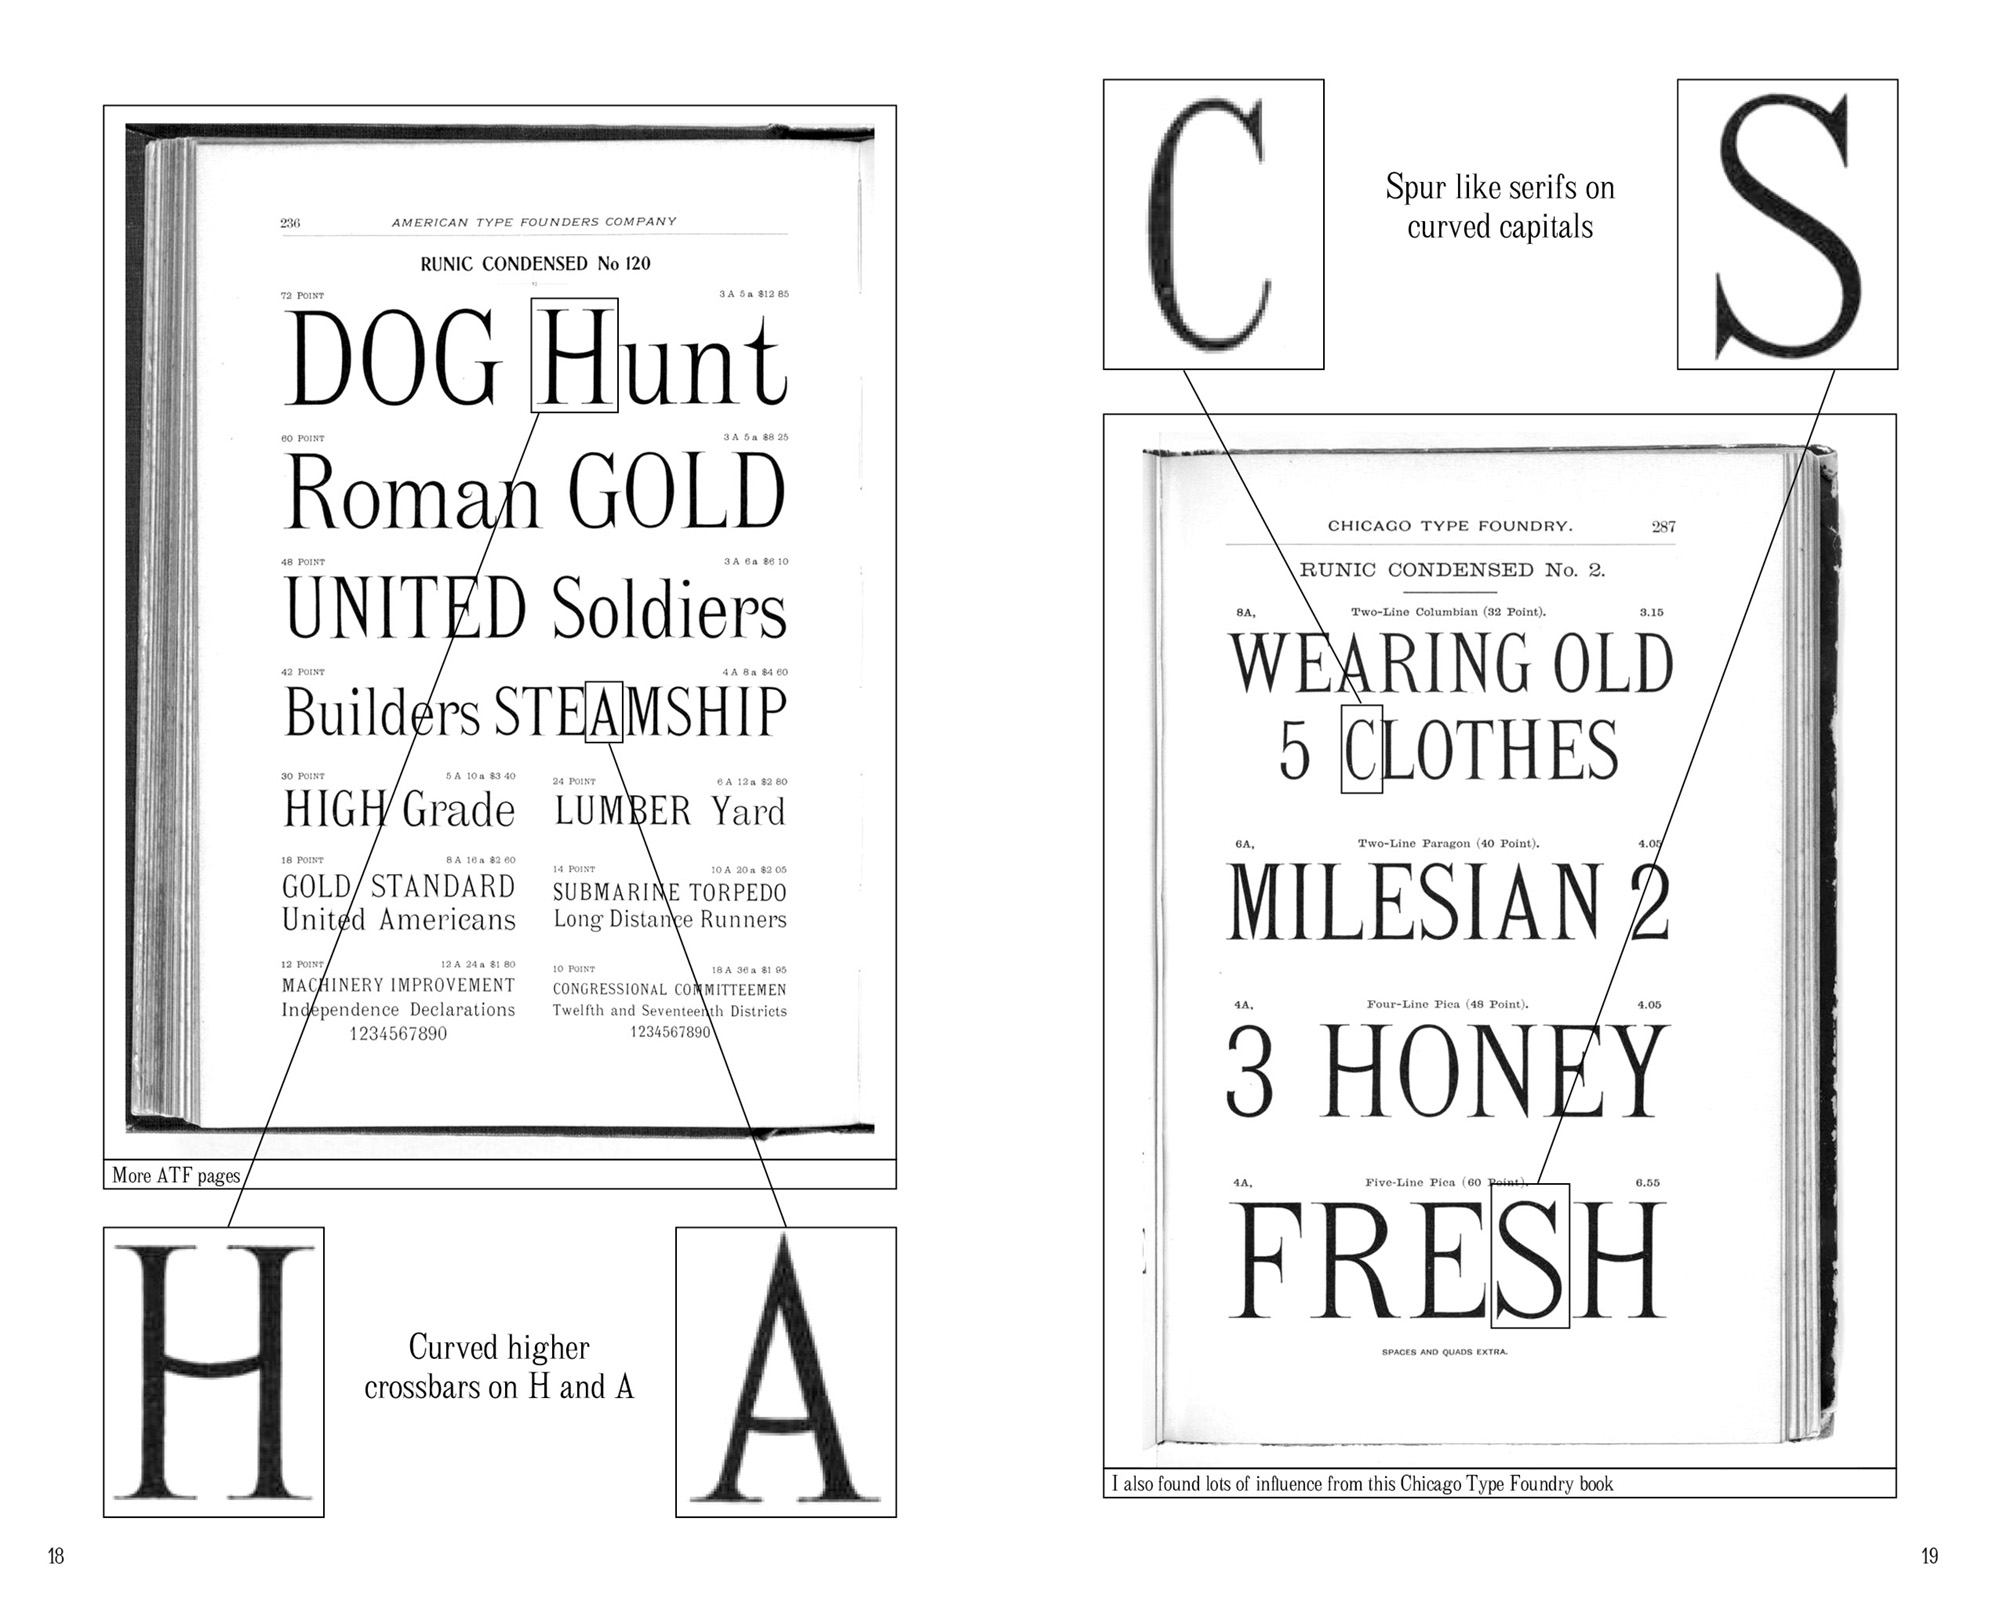 236 AMERICAN TYPE FOUNDERS COMPANY
RUNIC CONDENSED No 120
72 POINT 3 A 5 a $12 85
DOG Hunt
60 POINT 3 A 5 a $8 25
Roman GOLD
48 POINT 3 A 6 a $6 10
UNITED Soldiers
42 POINT 4 A 8 a $4 60
Builders STEAMSHIP
30 POINT 5 A 10 a $3 40
HIGH Grade
24 POINT 6 A 12 a $2 80
LUMBER Yard
18 POINT 8 A 16 a $2 60
GOLD STANDARD
United Americans
14 POINT 10 A 20 a $2 05
SUBMARINE TORPEDO
Long Distance Runners
12 POINT 12 A 24 a $1 80
MACHINERY IMPROVEMENT
Independence Declarations
1234567890
10 POINT 18 A 36 a $1 95
CONGRESSIONAL COMMITTEEMEN
Twelfth and Seventeenth Districts
1234567890
More ATF pages
H
Curved higher
crossbars on H and A
A
18
C
Spur like serifs on
curved capitals
S
CHICAGO TYPE FOUNDRY. 287
RUNIC CONDENSED No. 2.
8A, Two-Line Columbian (32 Point). 3.15
WEARING OLD
5 CLOTHES
6A, Two-Line Paragon (40 Point). 4.05
MILESIAN 2
4A, Four-Line Pica (48 Point). 4.05
3 HONEY
4A, Five-Line Pica (60 Point). 6.55
FRESH
SPACES AND QUADS EXTRA.
I also found lots of influence from this Chicago Type Foundry book
19